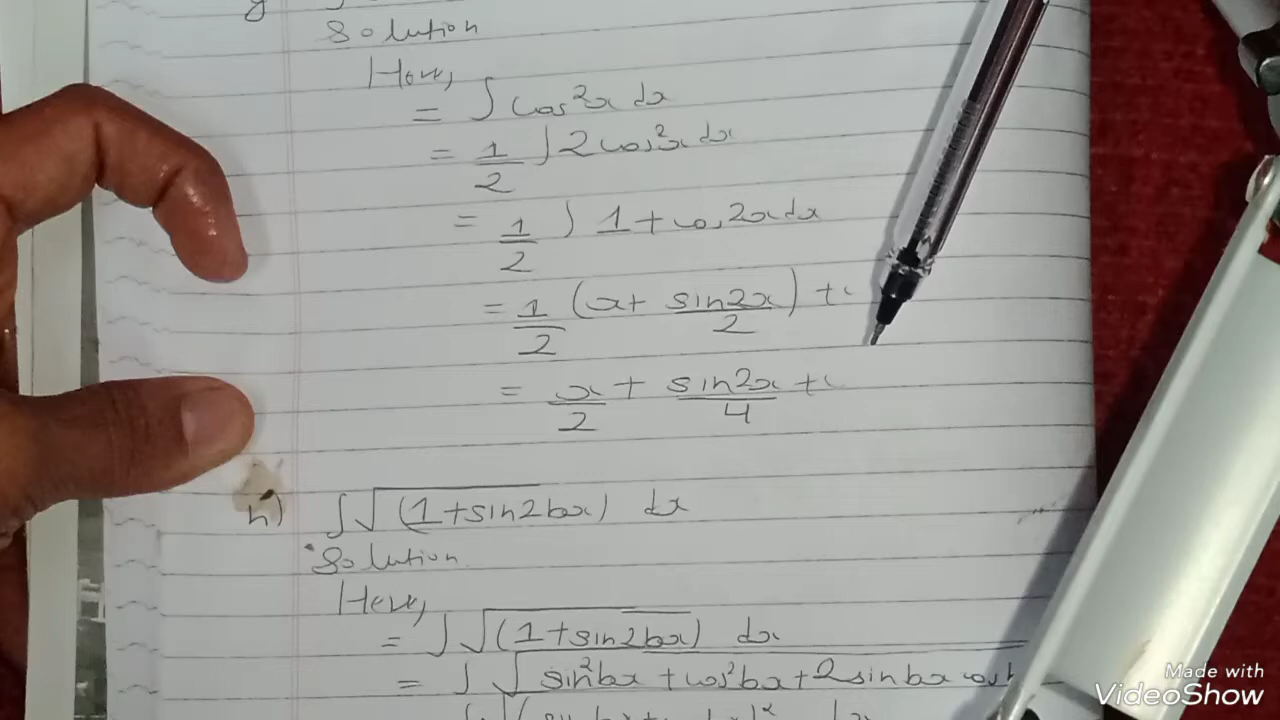 g
Solution
Here,
= ∫ cos²x dx
= 1/2 ∫ 2cos²x dx
= 1/2 ∫ 1 + cos2x dx
= 1/2 (x + sin2x/2) + c
= x/2 + sin2x/4 + c
h) ∫ √(1+sin2bx) dx
Solution
Here,
= ∫ √(1+sin2bx) dx
= ∫ √sin²bx + cos²bx + 2sinbx cosb
Made with
VideoShow